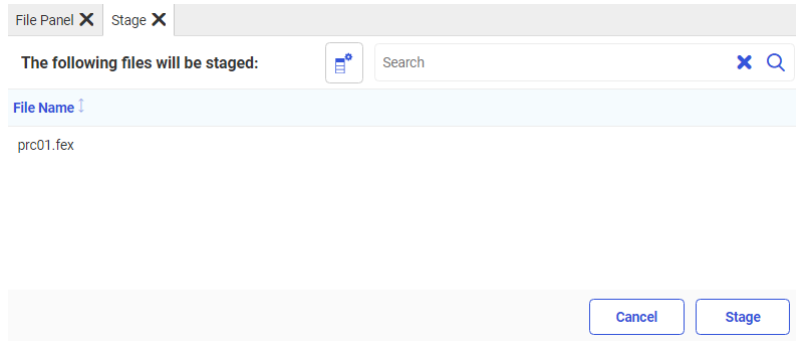 File Panel Stage
The following files will be staged: Search
File Name
prc01.fex
Cancel Stage